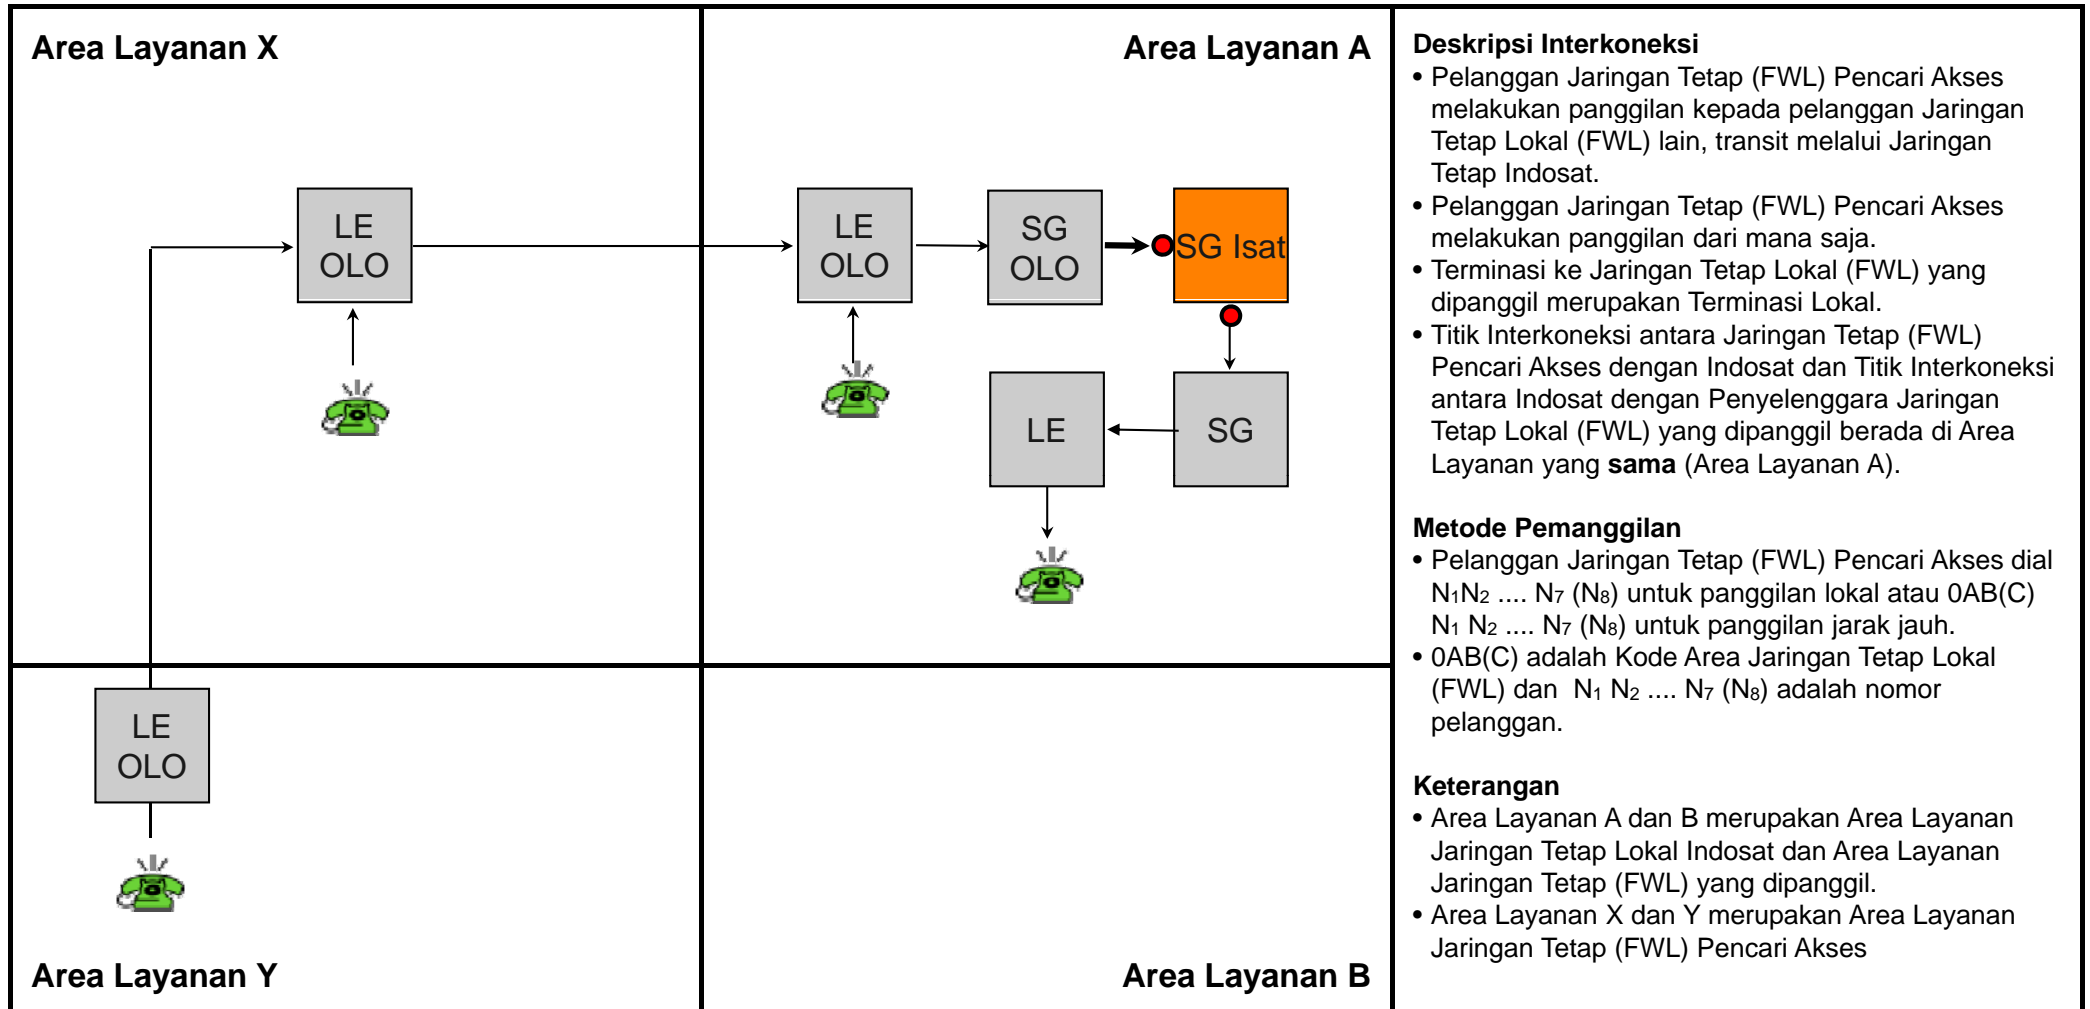 Area Layanan X
Area Layanan A
LE
OLO
LE
OLO
SG
OLO
SG Isat
LE
SG
LE
OLO
Area Layanan Y
Area Layanan B
Deskripsi Interkoneksi
• Pelanggan Jaringan Tetap (FWL) Pencari Akses
melakukan panggilan kepada pelanggan Jaringan
Tetap Lokal (FWL) lain, transit melalui Jaringan
Tetap Indosat.
• Pelanggan Jaringan Tetap (FWL) Pencari Akses
melakukan panggilan dari mana saja.
• Terminasi ke Jaringan Tetap Lokal (FWL) yang
dipanggil merupakan Terminasi Lokal.
• Titik Interkoneksi antara Jaringan Tetap (FWL)
Pencari Akses dengan Indosat dan Titik Interkoneksi
antara Indosat dengan Penyelenggara Jaringan
Tetap Lokal (FWL) yang dipanggil berada di Area
Layanan yang sama (Area Layanan A).
Metode Pemanggilan
• Pelanggan Jaringan Tetap (FWL) Pencari Akses dial
N1N2 .... N7 (N8) untuk panggilan lokal atau 0AB(C)
N1 N2 .... N7 (N8) untuk panggilan jarak jauh.
• 0AB(C) adalah Kode Area Jaringan Tetap Lokal
(FWL) dan N1 N2 .... N7 (N8) adalah nomor
pelanggan.
Keterangan
• Area Layanan A dan B merupakan Area Layanan
Jaringan Tetap Lokal Indosat dan Area Layanan
Jaringan Tetap (FWL) yang dipanggil.
• Area Layanan X dan Y merupakan Area Layanan
Jaringan Tetap (FWL) Pencari Akses